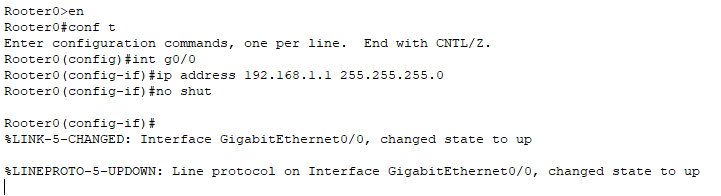 Rooter0>en
Rooter0#conf t
Enter configuration commands, one per line.  End with CNTL/Z.
Rooter0(config)#int g0/0
Rooter0(config-if)#ip address 192.168.1.1 255.255.255.0
Rooter0(config-if)#no shut
Rooter0(config-if)#
%LINK-5-CHANGED: Interface GigabitEthernet0/0, changed state to up
%LINEPROTO-5-UPDOWN: Line protocol on Interface GigabitEthernet0/0, changed state to up